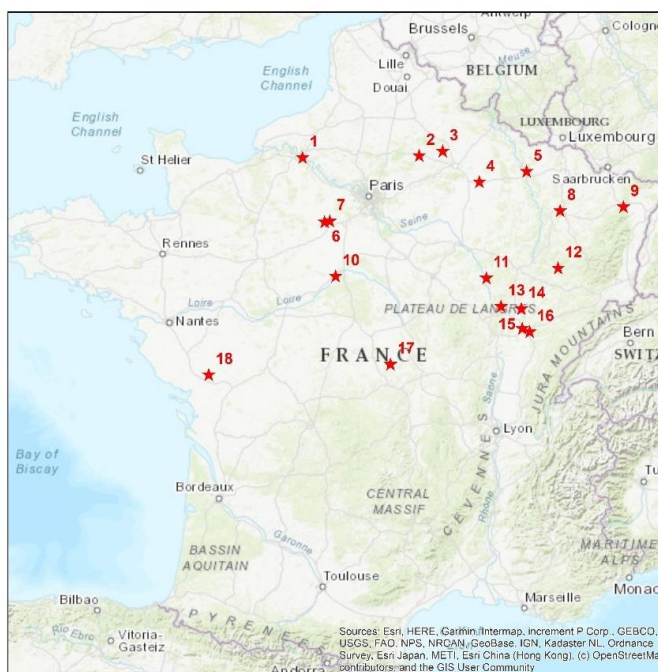 Brussels
Antwerp
Cologne
Lille
Douai
Meuse
BELGIUM
English
Channel
LUXEMBOURG
Luxembourg
English
Channel
St Helier
1
2
3
4
5
Saarbrucken
Paris
7
8
9
6
Seine
Rennes
10
11
12
Loire
Loire
13
14
PLATEAU DE LANGRES
Nantes
15
16
Bern
SWITZ
JURA MOUNTAINS
FRANCE
17
18
Saone
Lyon
Bay of
Biscay
CEVENNES
Rhône
Tu
Bordeaux
CENTRAL
MASSIF
Garonne
BASSIN
AQUITAIN
MARITIME
ALPS
Toulouse
Monaco
Marseille
Bilbao
PYRENEES
Rio Ebro
Vitoria-
Gasteiz
Andorra
Sources: Esri, HERE, Garmin, Intermap, increment P Corp., GEBCO,
USGS, FAO, NPS, NRCAN, GeoBase, IGN, Kadaster NL, Ordnance
Survey, Esri Japan, METI, Esri China (Hong Kong), (c) OpenStreetMa
contributors, and the GIS User Community